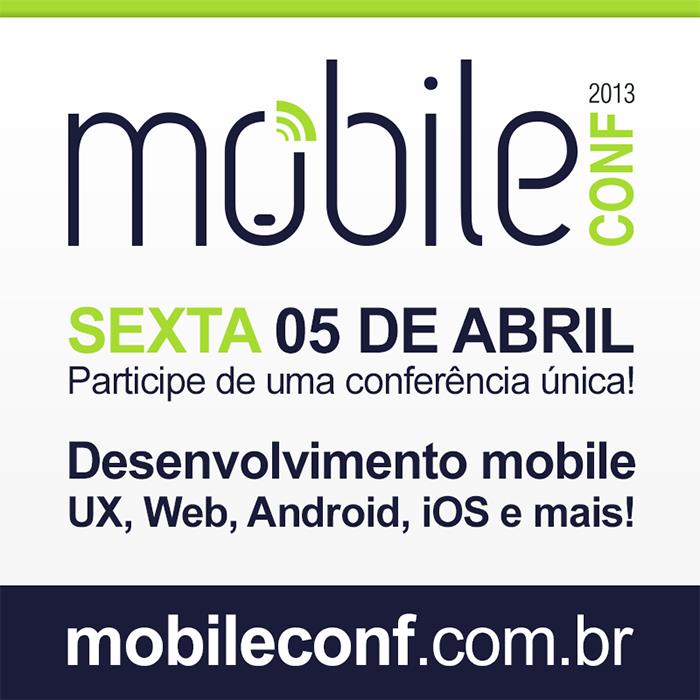 mobile
2013
CONF
SEXTA 05 DE ABRIL
Participe de uma conferência única!
Desenvolvimento mobile
UX, Web, Android, iOS e mais!
mobileconf.com.br